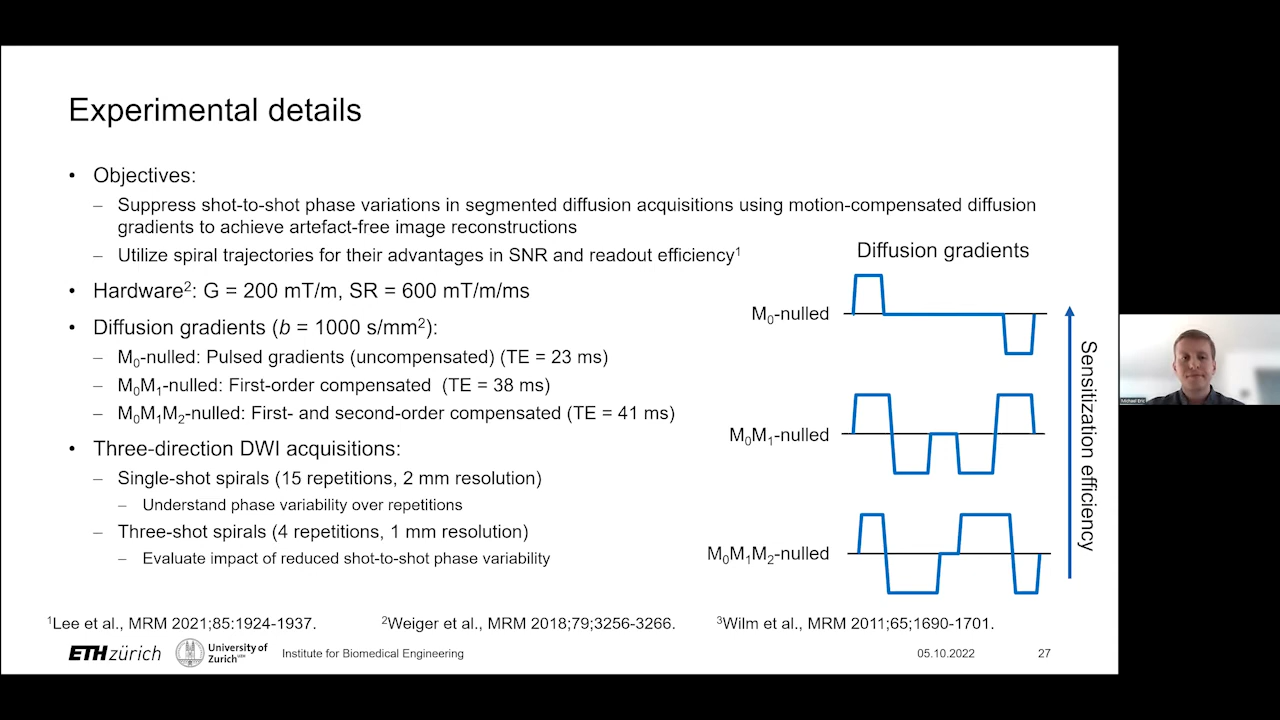 Experimental details
• Objectives:
– Suppress shot-to-shot phase variations in segmented diffusion acquisitions using motion-compensated diffusion
gradients to achieve artefact-free image reconstructions
– Utilize spiral trajectories for their advantages in SNR and readout efficiency¹
• Hardware²: G = 200 mT/m, SR = 600 mT/m/ms
• Diffusion gradients (b = 1000 s/mm²):
– M₀-nulled: Pulsed gradients (uncompensated) (TE = 23 ms)
– M₀M₁-nulled: First-order compensated (TE = 38 ms)
– M₀M₁M₂-nulled: First- and second-order compensated (TE = 41 ms)
• Three-direction DWI acquisitions:
– Single-shot spirals (15 repetitions, 2 mm resolution)
– Understand phase variability over repetitions
– Three-shot spirals (4 repetitions, 1 mm resolution)
– Evaluate impact of reduced shot-to-shot phase variability
Diffusion gradients
M₀-nulled
M₀M₁-nulled
M₀M₁M₂-nulled
Sensitization efficiency
¹Lee et al., MRM 2021;85:1924-1937. ²Weiger et al., MRM 2018;79;3256-3266. ³Wilm et al., MRM 2011;65;1690-1701.
ETH zürich
University of
Zurich UZH
Institute for Biomedical Engineering
05.10.2022
27
Michael Eric